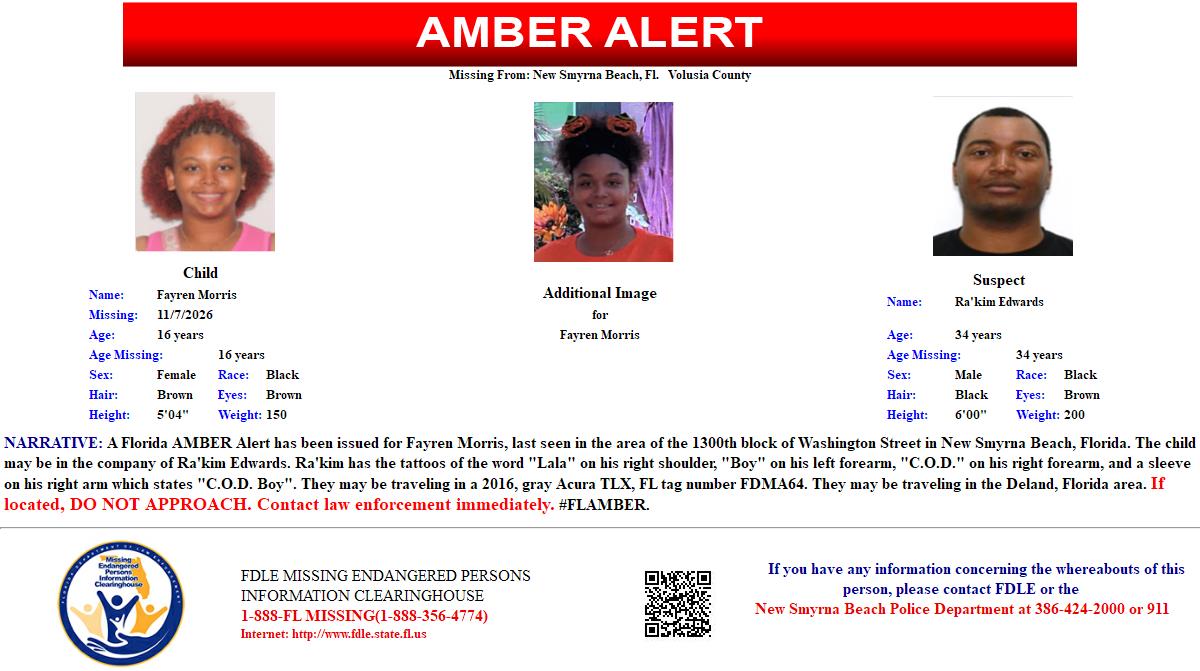 AMBER ALERT
Missing From: New Smyrna Beach, Fl. Volusia County
Child
Name: Fayren Morris
Missing: 11/7/2026
Age: 16 years
Age Missing: 16 years
Sex: Female Race: Black
Hair: Brown Eyes: Brown
Height: 5'04" Weight: 150
Additional Image
for
Fayren Morris
Suspect
Name: Ra'kim Edwards
Age: 34 years
Age Missing: 34 years
Sex: Male Race: Black
Hair: Black Eyes: Brown
Height: 6'00" Weight: 200
NARRATIVE: A Florida AMBER Alert has been issued for Fayren Morris, last seen in the area of the 1300th block of Washington Street in New Smyrna Beach, Florida. The child
may be in the company of Ra'kim Edwards. Ra'kim has the tattoos of the word "Lala" on his right shoulder, "Boy" on his left forearm, "C.O.D." on his right forearm, and a sleeve
on his right arm which states "C.O.D. Boy". They may be traveling in a 2016, gray Acura TLX, FL tag number FDMA64. They may be traveling in the Deland, Florida area. If
located, DO NOT APPROACH. Contact law enforcement immediately. #FLAMBER.
FLORIDA DEPARTMENT OF LAW ENFORCEMENT
Missing
Endangered
Persons
Information
Clearinghouse
FDLE MISSING ENDANGERED PERSONS
INFORMATION CLEARINGHOUSE
1-888-FL MISSING(1-888-356-4774)
Internet: http://www.fdle.state.fl.us
If you have any information concerning the whereabouts of this
person, please contact FDLE or the
New Smyrna Beach Police Department at 386-424-2000 or 911